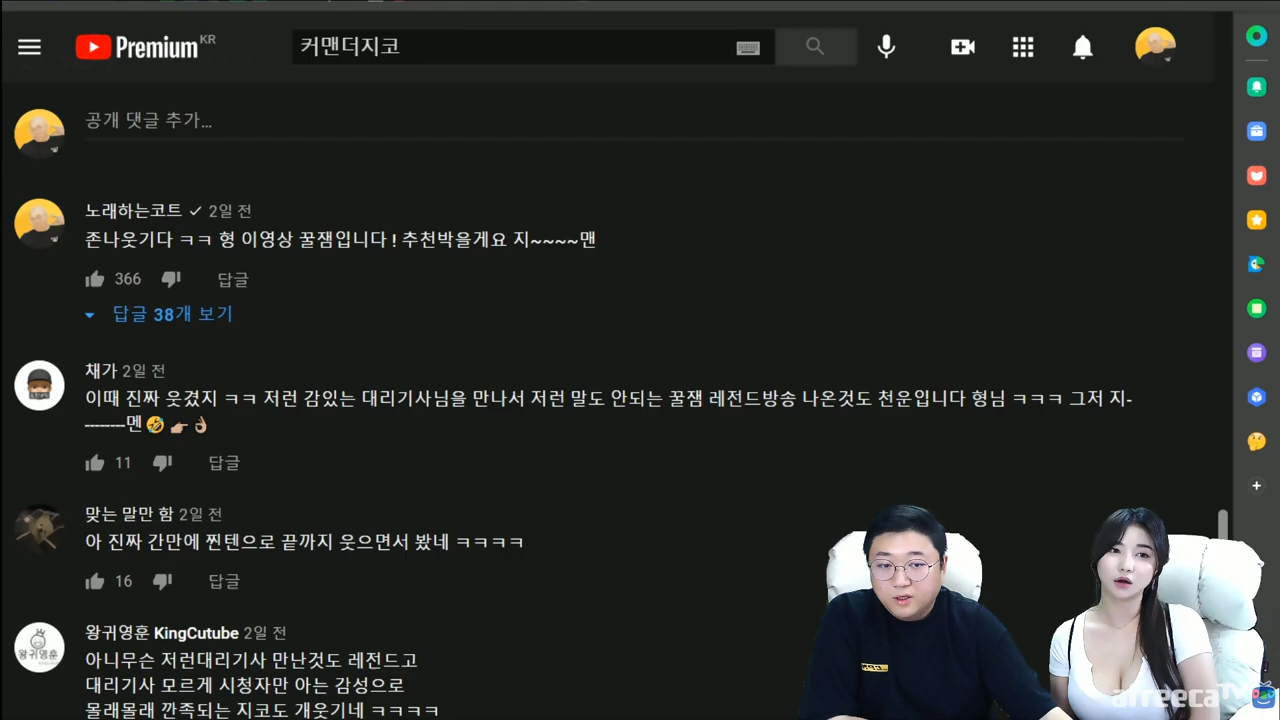 Premium KR
커맨더지코
공개 댓글 추가...
노래하는코트 2일 전
존나웃기다 ㅋㅋ 형 이영상 꿀잼입니다 ! 추천박을게요 지~~~~맨
366 답글
답글 38개 보기
채가 2일 전
이때 진짜 웃겼지 ㅋㅋ 저런 감있는 대리기사님을 만나서 저런 말도 안되는 꿀잼 레전드방송 나온것도 천운입니다 형님 ㅋㅋㅋ 그저 지-
--------멘🤣👉🏼👌🏼
11 답글
맞는 말만 함 2일 전
아 진짜 간만에 찐텐으로 끝까지 웃으면서 봤네 ㅋㅋㅋㅋ
16 답글
왕귀영훈 KingCutube 2일 전
왕귀영훈
아니무슨 저런대리기사 만난것도 레전드고
대리기사 모르게 시청자만 아는 감성으로
몰래몰래 깐족되는 지코도 개웃기네 ㅋㅋㅋㅋ
afreecaTV